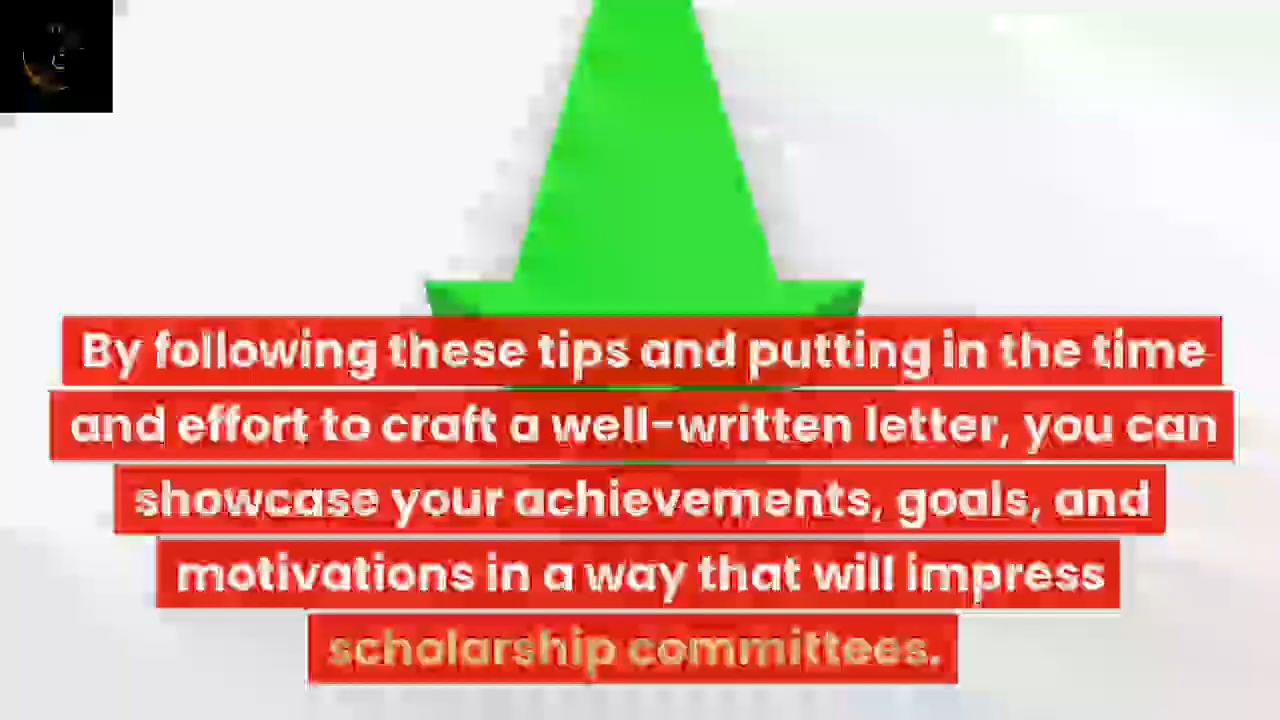 By following these tips and putting in the time
and effort to craft a well-written letter, you can
showcase your achievements, goals, and
motivations in a way that will impress
scholarship committees.